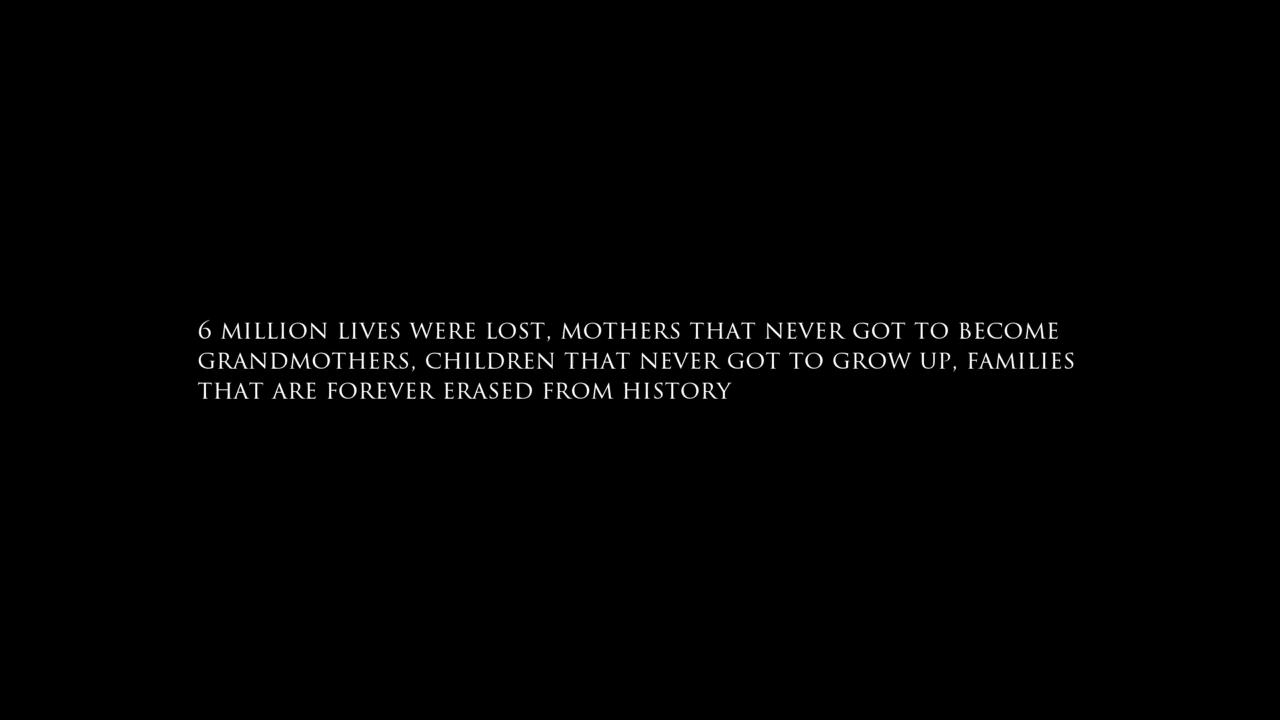 6 MILLION LIVES WERE LOST, MOTHERS THAT NEVER GOT TO BECOME
GRANDMOTHERS, CHILDREN THAT NEVER GOT TO GROW UP, FAMILIES
THAT ARE FOREVER ERASED FROM HISTORY